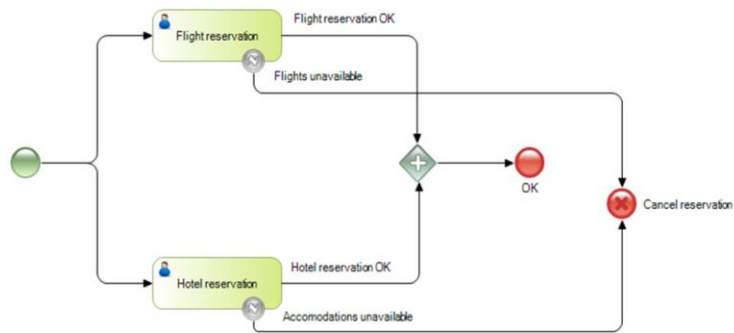 Flight reservation OK
Flight reservation
Flights unavailable
OK
Cancel reservation
Hotel reservation OK
Hotel reservation
Accomodations unavailable